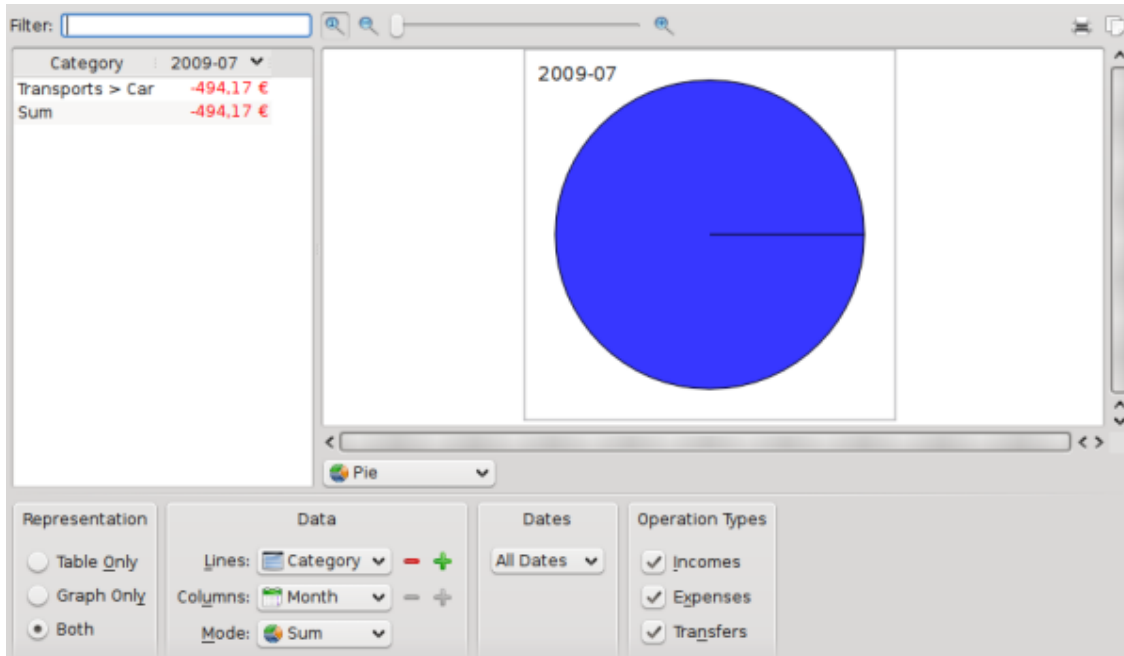 Filter:
Category 2009-07
Transports > Car -494,17 €
Sum -494,17 €
2009-07
Pie
Representation
Table Only
Graph Only
Both
Data
Lines: Category
Columns: Month
Mode: Sum
Dates
All Dates
Operation Types
Incomes
Expenses
Transfers